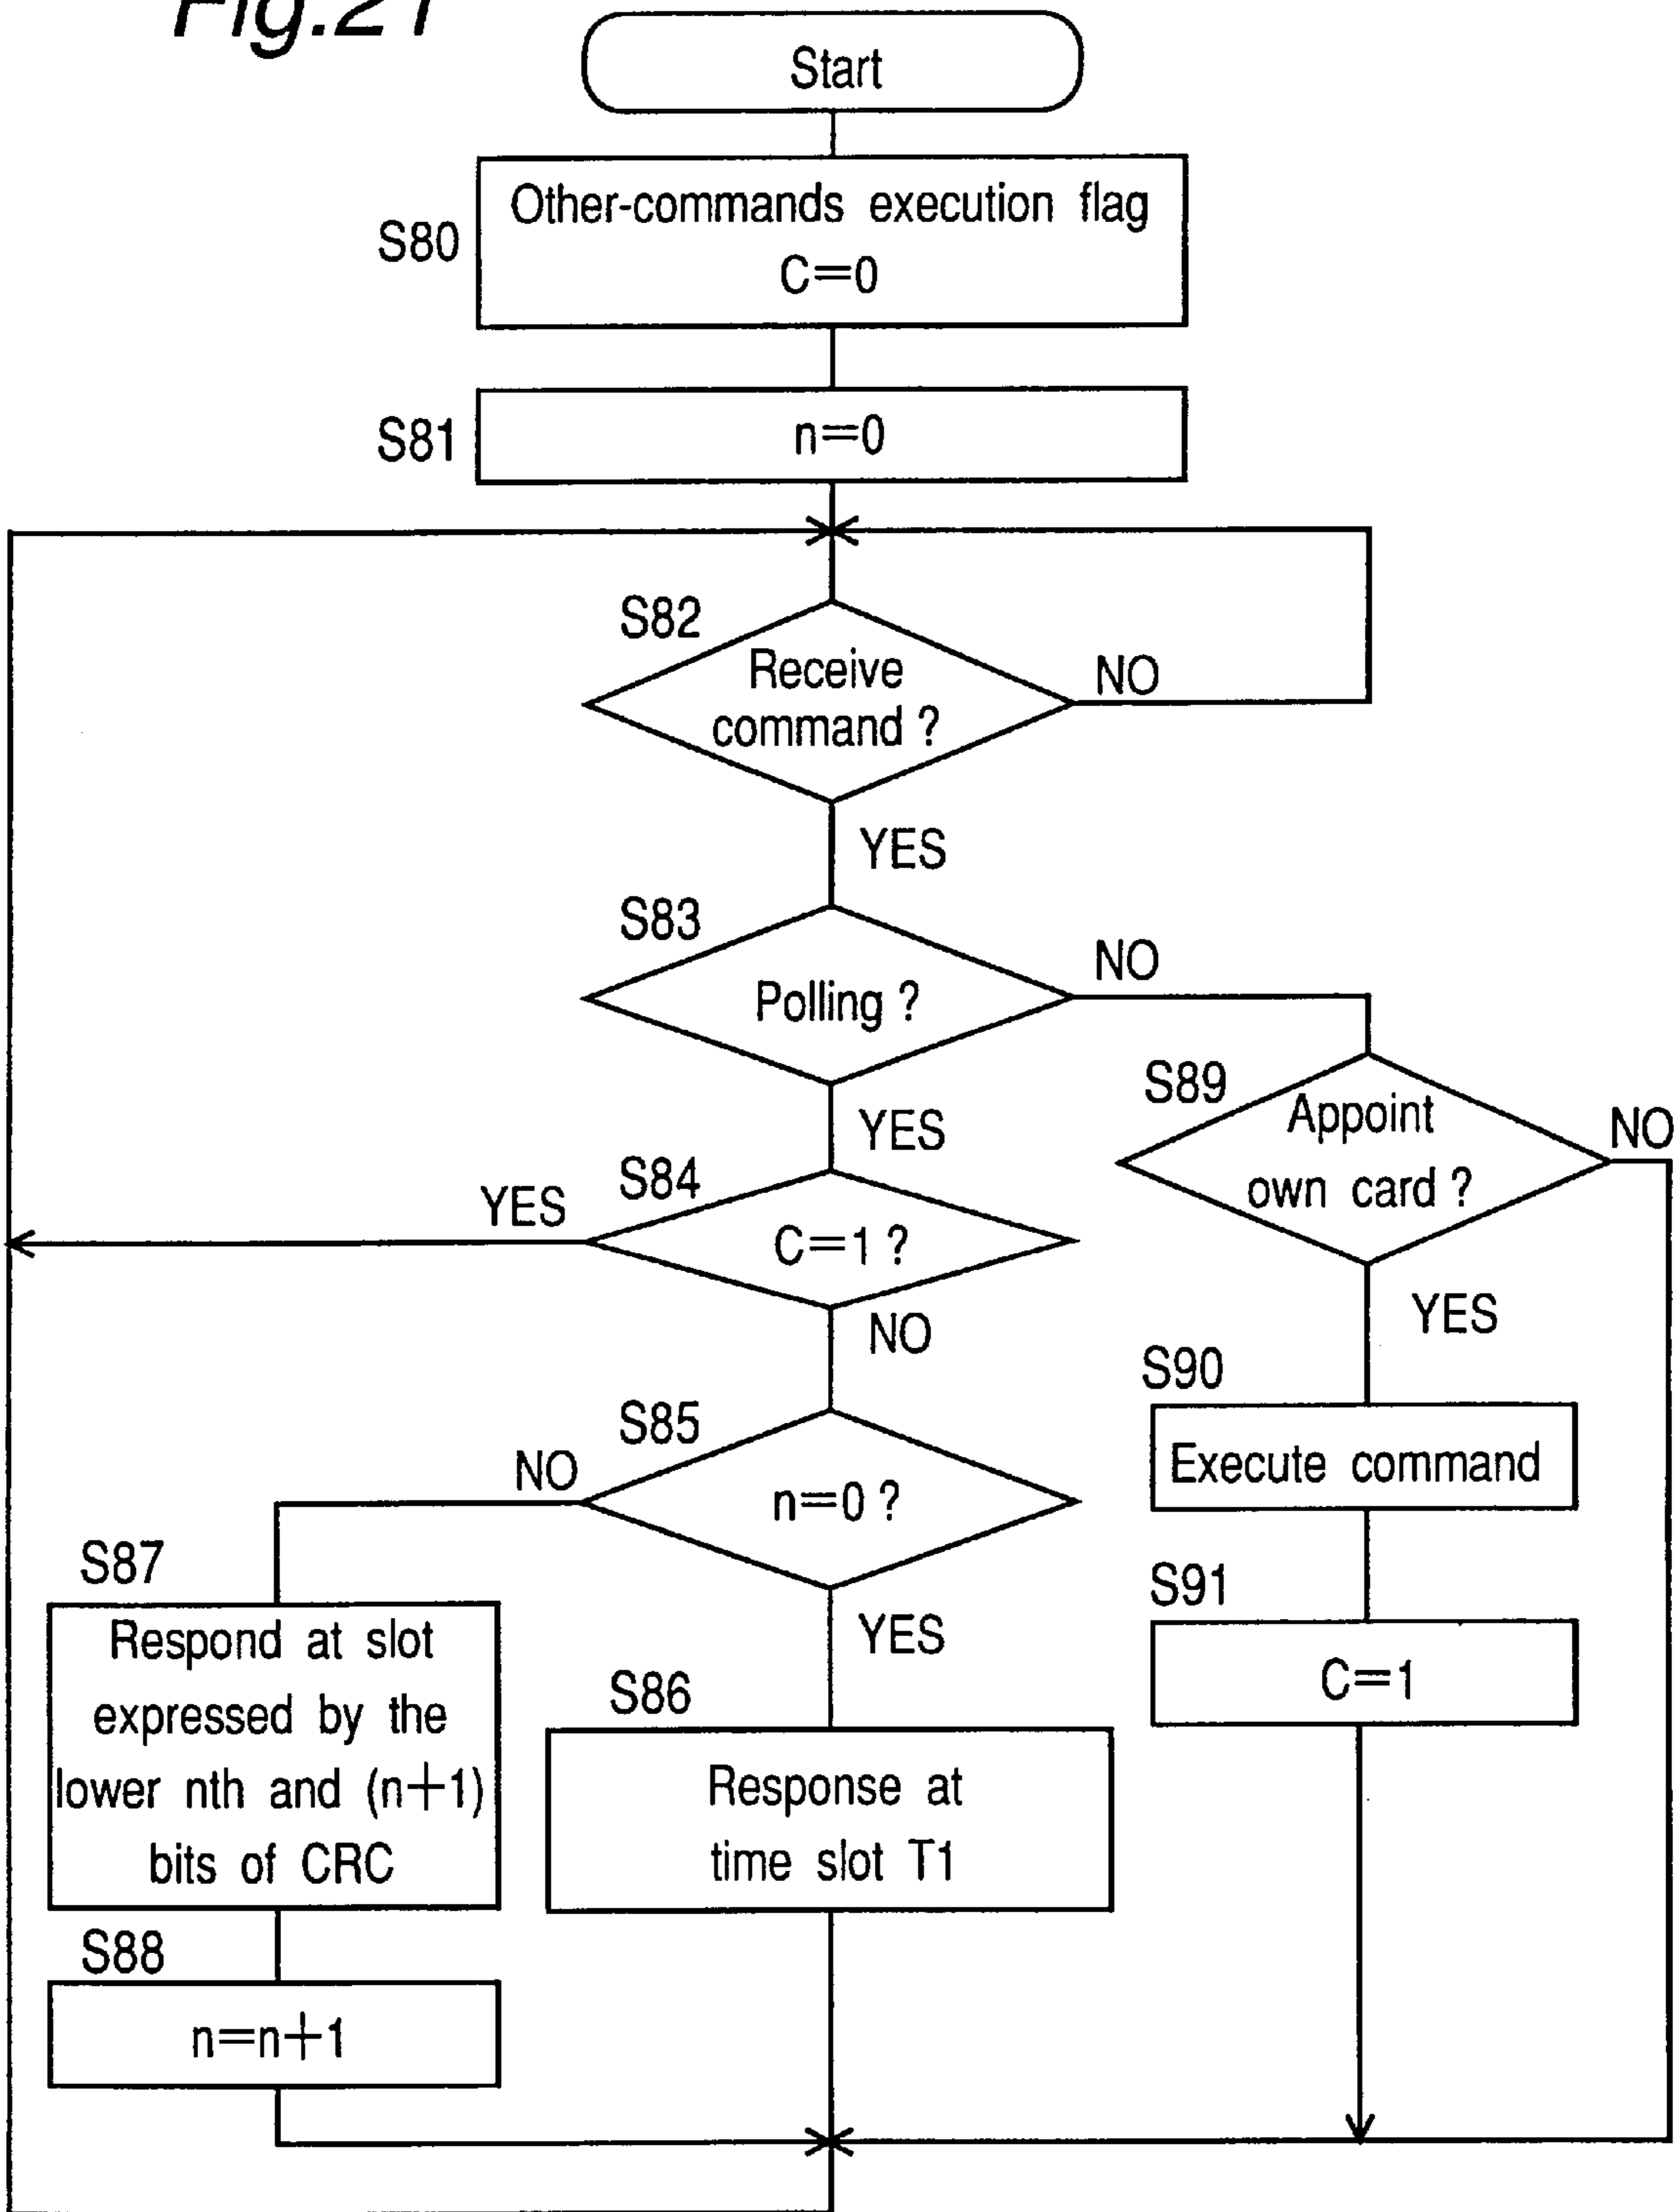 Fig.21
Start
S80
Other-commands execution flag
C=0
S81
n=0
S82
Receive
command ?
NO
YES
S83
Polling ?
NO
YES
S84
C=1 ?
YES
NO
S89
Appoint
own card ?
NO
YES
S85
n=0 ?
NO
YES
S90
Execute command
S91
C=1
S87
Respond at slot
expressed by the
lower nth and (n+1)
bits of CRC
S86
Response at
time slot T1
S88
n=n+1